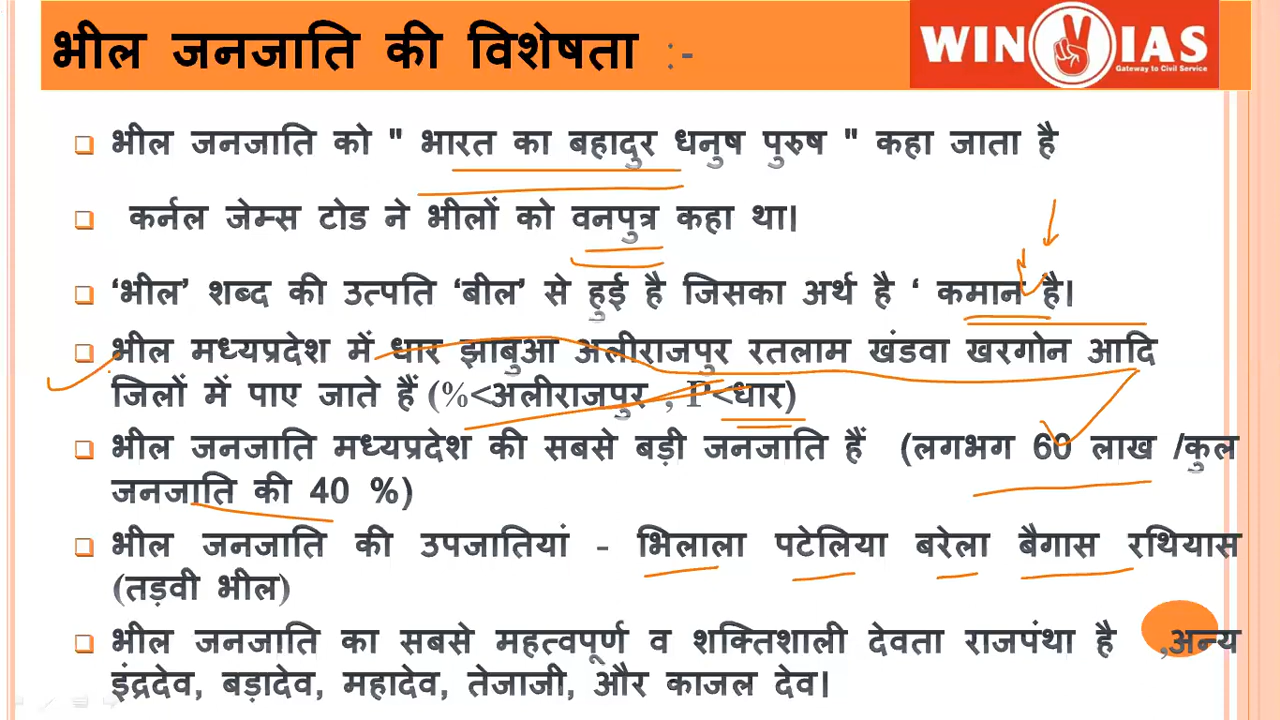 भील जनजाति की विशेषता :-
WIN IAS
Gateway to Civil Service
भील जनजाति को " भारत का बहादुर धनुष पुरुष " कहा जाता है
कर्नल जेम्स टोड ने भीलों को वनपुत्र कहा था।
‘भील’ शब्द की उत्पति ‘बील’ से हुई है जिसका अर्थ है ‘ कमान है।
भील मध्यप्रदेश में धार झाबुआ अलीराजपुर रतलाम खंडवा खरगोन आदि
जिलों में पाए जाते हैं (%<अलीराजपुर , P<धार)
भील जनजाति मध्यप्रदेश की सबसे बड़ी जनजाति हैं (लगभग 60 लाख /कुल
जनजाति की 40 %)
भील जनजाति की उपजातियां - भिलाला पटेलिया बरेला बैगास रथियास
(तड़वी भील)
भील जनजाति का सबसे महत्वपूर्ण व शक्तिशाली देवता राजपंथा है ,अन्य
इंद्रदेव, बड़ादेव, महादेव, तेजाजी, और काजल देव।